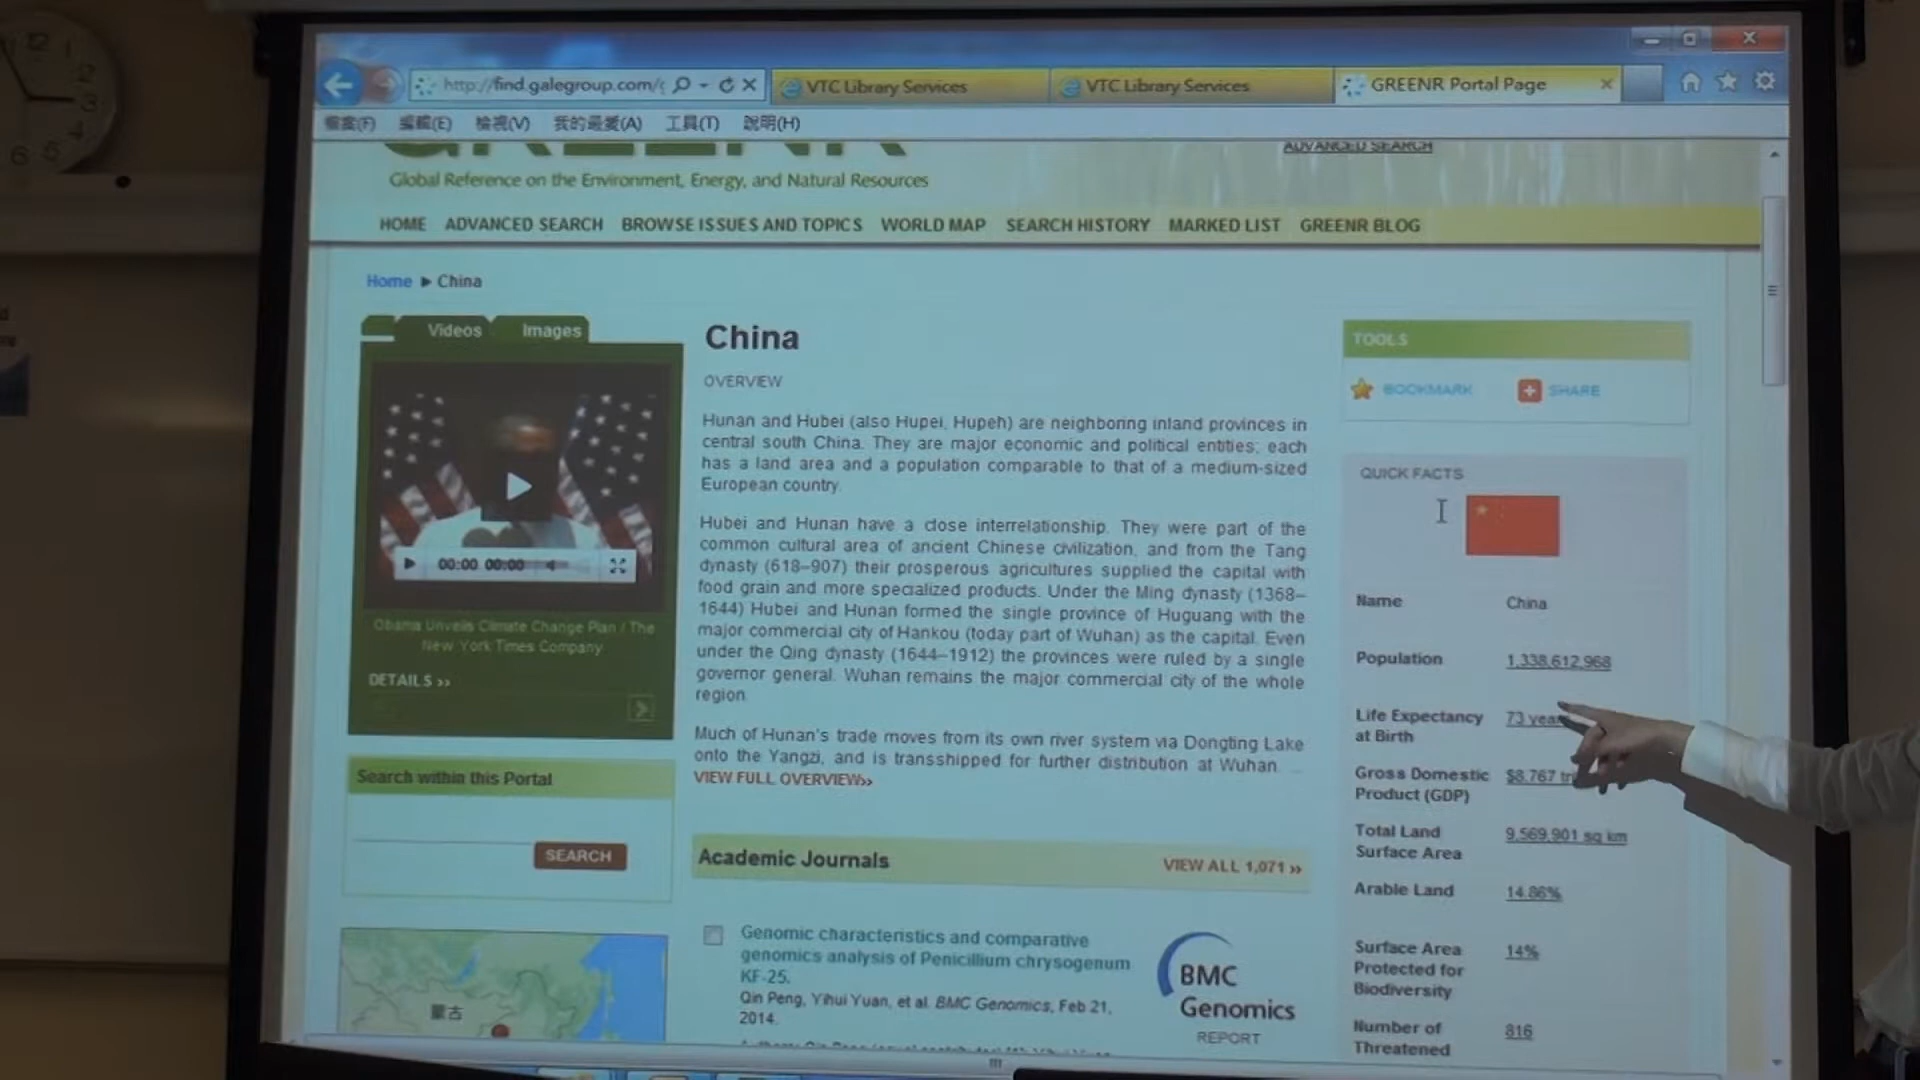 http://find.galegroup.com/
VTC Library Services
VTC Library Services
GREENR Portal Page
檔案(F) 編輯(E) 檢視(V) 我的最愛(A) 工具(T) 說明(H)
GREENR
ADVANCED SEARCH
Global Reference on the Environment, Energy, and Natural Resources
HOME ADVANCED SEARCH BROWSE ISSUES AND TOPICS WORLD MAP SEARCH HISTORY MARKED LIST GREENR BLOG
Home ▶ China
Videos Images
00:00 00:00
Obama Unveils Climate Change Plan / The
New York Times Company
DETAILS >>
Search within this Portal
SEARCH
蒙古
China
OVERVIEW
Hunan and Hubei (also Hupei, Hupeh) are neighboring inland provinces in
central south China. They are major economic and political entities; each
has a land area and a population comparable to that of a medium-sized
European country.
Hubei and Hunan have a close interrelationship. They were part of the
common cultural area of ancient Chinese civilization, and from the Tang
dynasty (618–907) their prosperous agricultures supplied the capital with
food grain and more specialized products. Under the Ming dynasty (1368–
1644) Hubei and Hunan formed the single province of Huguang with the
major commercial city of Hankou (today part of Wuhan) as the capital. Even
under the Qing dynasty (1644–1912) the provinces were ruled by a single
governor general. Wuhan remains the major commercial city of the whole
region.
Much of Hunan's trade moves from its own river system via Dongting Lake
onto the Yangzi, and is transshipped for further distribution at Wuhan. ...
VIEW FULL OVERVIEW>>
Academic Journals
VIEW ALL 1,071 >>
Genomic characteristics and comparative
genomics analysis of Penicillium chrysogenum
KF-25.
Qin Peng, Yihui Yuan, et al. BMC Genomics, Feb 21,
2014.
BMC
Genomics
REPORT
TOOLS
BOOKMARK SHARE
QUICK FACTS
Name China
Population 1,338,612,968
Life Expectancy
at Birth
73
Gross Domestic
Product (GDP)
$8.767
Total Land
Surface Area
9,569,901 sq km
Arable Land 14.86%
Surface Area
Protected for
Biodiversity
14%
Number of
Threatened
816